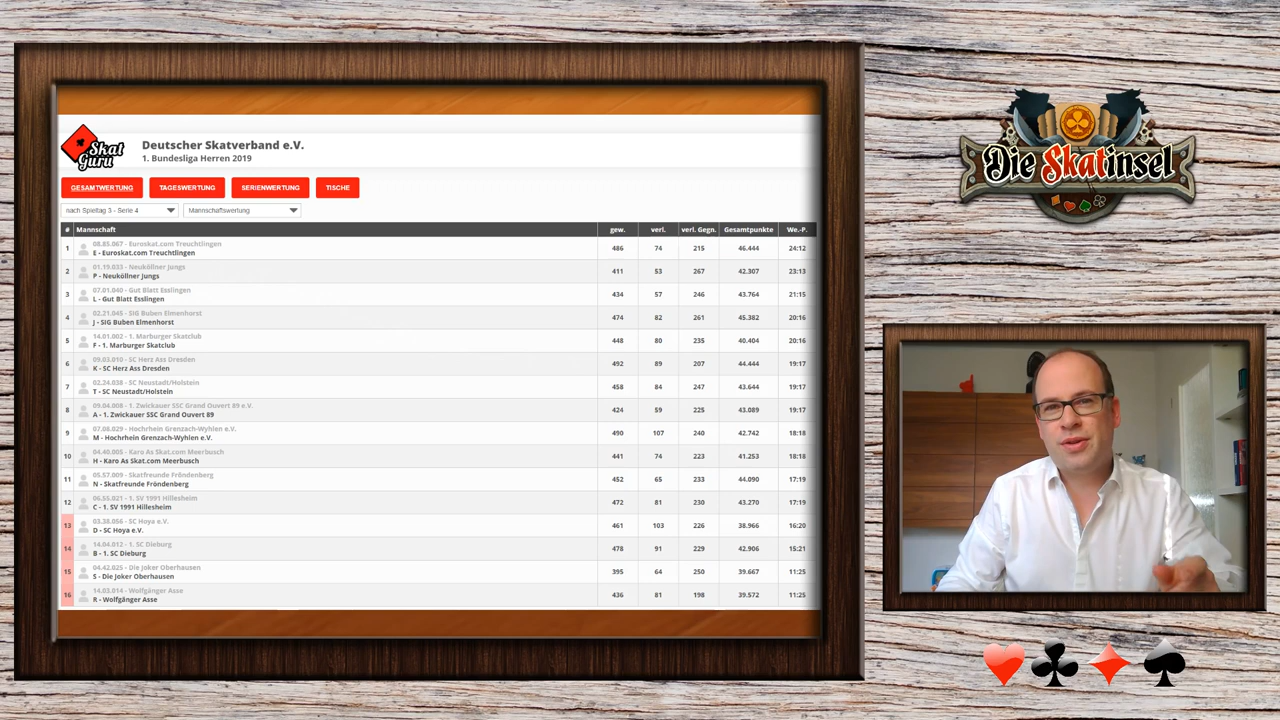 Skat
Guru
Deutscher Skatverband e.V.
1. Bundesliga Herren 2019
GESAMTWERTUNG TAGESWERTUNG SERIENWERTUNG TISCHE
nach Spieltag 3 - Serie 4 Mannschaftswertung
# Mannschaft gew. verl. verl. Gegn. Gesamtpunkte We.-P.
08.85.067 - Euroskat.com Treuchtlingen
1 E - Euroskat.com Treuchtlingen 486 74 215 46.444 24:12
01.19.033 - Neuköllner Jungs
2 P - Neuköllner Jungs 411 53 267 42.307 23:13
07.01.040 - Gut Blatt Esslingen
3 L - Gut Blatt Esslingen 434 57 246 43.764 21:15
02.21.045 - SIG Buben Elmenhorst
4 J - SIG Buben Elmenhorst 474 82 261 45.382 20:16
14.01.002 - 1. Marburger Skatclub
5 F - 1. Marburger Skatclub 448 80 235 40.404 20:16
09.03.010 - SC Herz Ass Dresden
6 K - SC Herz Ass Dresden 492 89 207 44.444 19:17
02.24.038 - SC Neustadt/Holstein
7 T - SC Neustadt/Holstein 458 84 247 43.644 19:17
09.04.008 - 1. Zwickauer SSC Grand Ouvert 89 e.V.
8 A - 1. Zwickauer SSC Grand Ouvert 89 424 59 225 43.089 19:17
07.08.029 - Hochrhein Grenzach-Wyhlen e.V.
9 M - Hochrhein Grenzach-Wyhlen e.V. 490 107 240 42.742 18:18
04.40.005 - Karo As Skat.com Meerbusch
10 H - Karo As Skat.com Meerbusch 441 74 223 41.253 18:18
05.57.009 - Skatfreunde Fröndenberg
11 N - Skatfreunde Fröndenberg 452 65 233 44.090 17:19
06.55.021 - 1. SV 1991 Hillesheim
12 C - 1. SV 1991 Hillesheim 472 81 230 43.270 17:19
03.38.056 - SC Hoya e.V.
13 D - SC Hoya e.V. 461 103 226 38.966 16:20
14.04.012 - 1. SC Dieburg
14 B - 1. SC Dieburg 478 91 229 42.906 15:21
04.42.025 - Die Joker Oberhausen
15 S - Die Joker Oberhausen 395 64 250 39.667 11:25
14.03.014 - Wolfgänger Asse
16 R - Wolfgänger Asse 436 81 198 39.572 11:25
Die Skatinsel